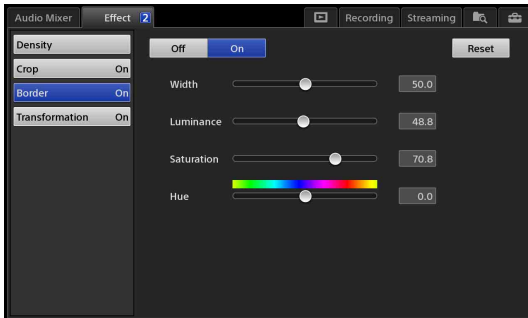 Audio Mixer Effect 2 Recording Streaming
Density
Crop On
Border On
Transformation On
Off On Reset
Width 50.0
Luminance 48.8
Saturation 70.8
Hue 0.0